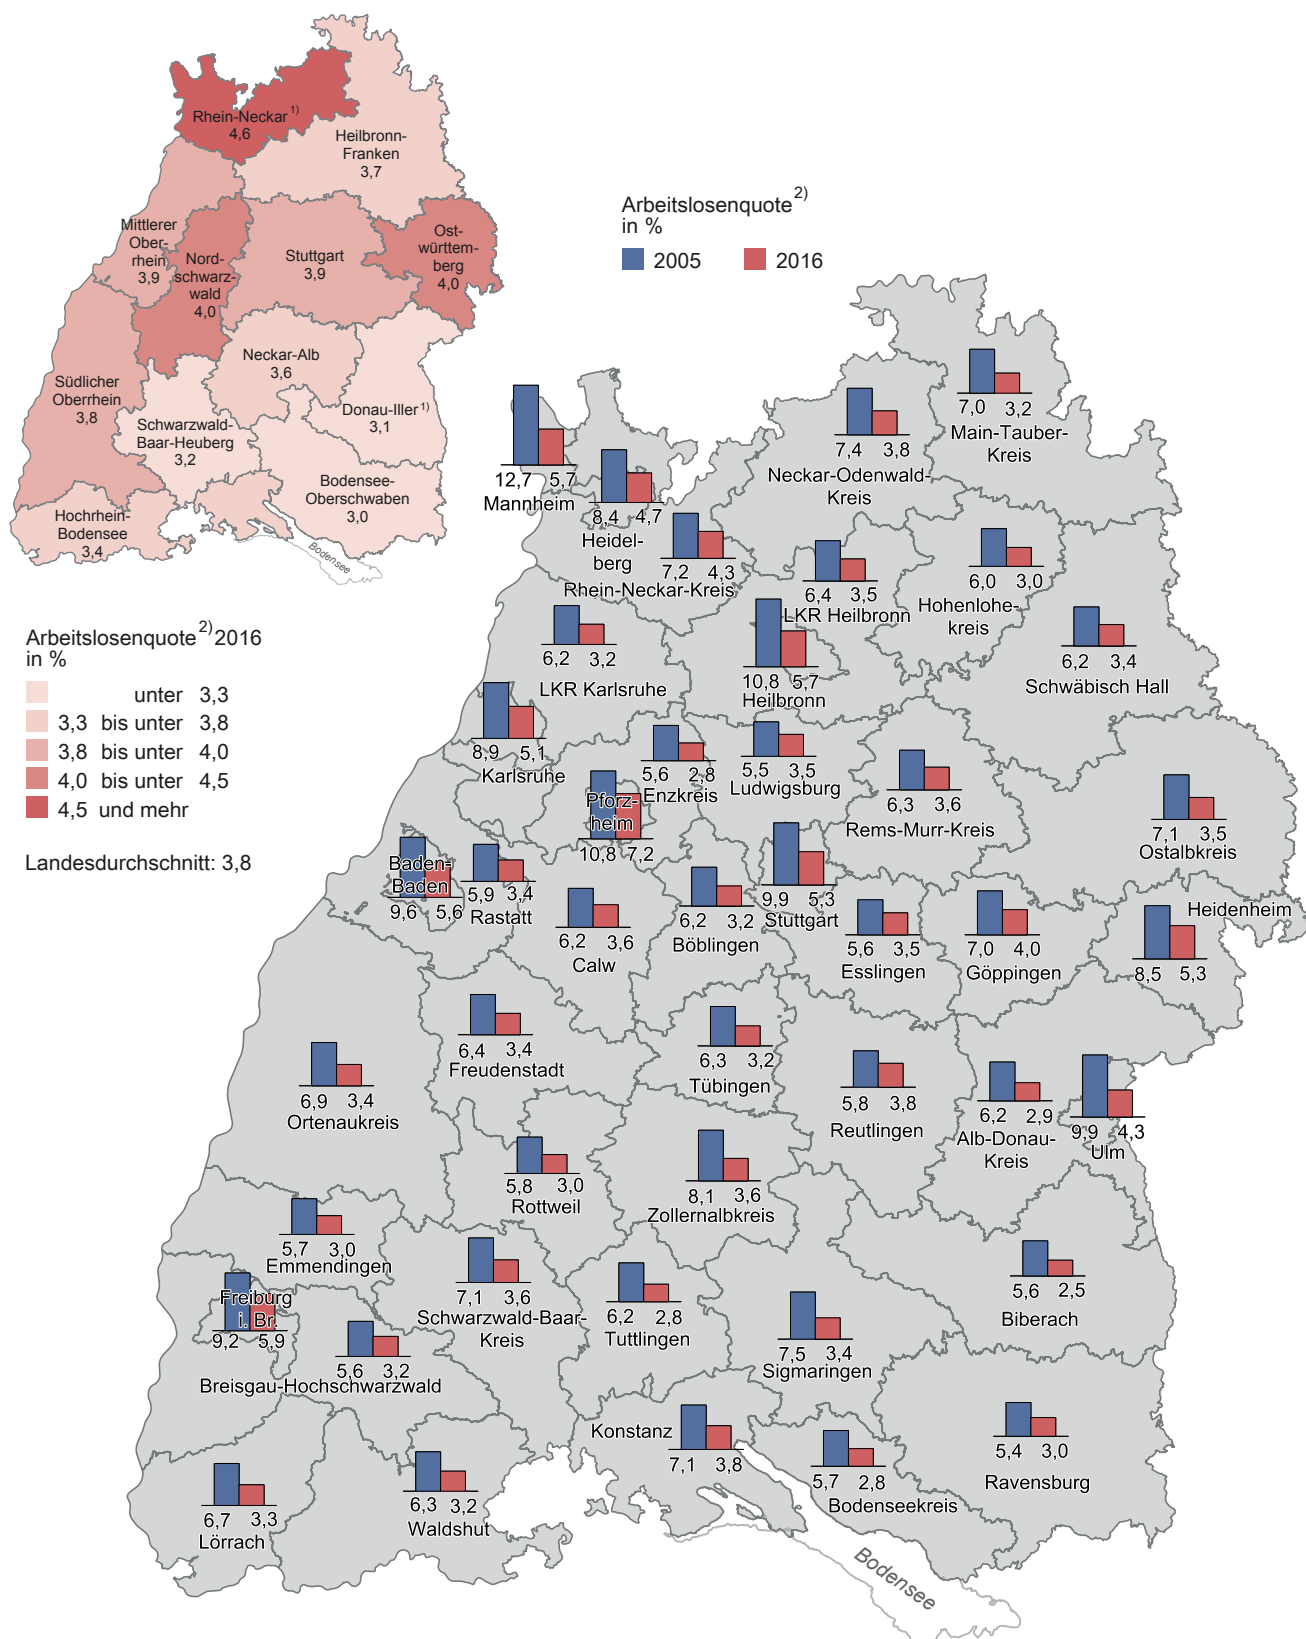 Rhein-Neckar 1)
4,6
Heilbronn-
Franken
3,7
Mittlerer
Ober-
rhein
3,9
Nord-
schwarz-
wald
4,0
Stuttgart
3,9
Ost-
württem-
berg
4,0
Neckar-Alb
3,6
Südlicher
Oberrhein
3,8
Donau-Iller 1)
3,1
Schwarzwald-
Baar-Heuberg
3,2
Bodensee-
Oberschwaben
3,0
Hochrhein-
Bodensee
3,4
Bodensee
Arbeitslosenquote 2) 2016
in %
unter 3,3
3,3 bis unter 3,8
3,8 bis unter 4,0
4,0 bis unter 4,5
4,5 und mehr
Landesdurchschnitt: 3,8
Arbeitslosenquote 2)
in %
2005 2016
7,0 3,2
Main-Tauber-
Kreis
7,4 3,8
Neckar-Odenwald-
Kreis
12,7 5,7
Mannheim
8,4 4,7
Heidel-
berg
7,2 4,3
Rhein-Neckar-Kreis
6,4 3,5
LKR Heilbronn
6,0 3,0
Hohenlohe-
kreis
6,2 3,4
Schwäbisch Hall
6,2 3,2
LKR Karlsruhe
10,8 5,7
Heilbronn
8,9 5,1
Karlsruhe
5,6 2,8
Enzkreis
5,5 3,5
Ludwigsburg
6,3 3,6
Rems-Murr-Kreis
7,1 3,5
Ostalbkreis
Pforz-
heim
10,8 7,2
Baden-
Baden
9,6 5,6
5,9 3,4
Rastatt
6,2 3,6
Calw
6,2 3,2
Böblingen
9,9 5,3
Stuttgart
5,6 3,5
Esslingen
7,0 4,0
Göppingen
Heidenheim
8,5 5,3
6,4 3,4
Freudenstadt
6,3 3,2
Tübingen
6,9 3,4
Ortenaukreis
5,8 3,8
Reutlingen
6,2 2,9
Alb-Donau-
Kreis
9,9 4,3
Ulm
5,8 3,0
Rottweil
8,1 3,6
Zollernalbkreis
5,7 3,0
Emmendingen
7,1 3,6
Schwarzwald-Baar-
Kreis
6,2 2,8
Tuttlingen
5,6 2,5
Biberach
Freiburg
i. Br.
9,2 5,9
5,6 3,2
Breisgau-Hochschwarzwald
7,5 3,4
Sigmaringen
Konstanz
7,1 3,8
5,4 3,0
Ravensburg
5,7 2,8
Bodenseekreis
6,7 3,3
Lörrach
6,3 3,2
Waldshut
Bodensee